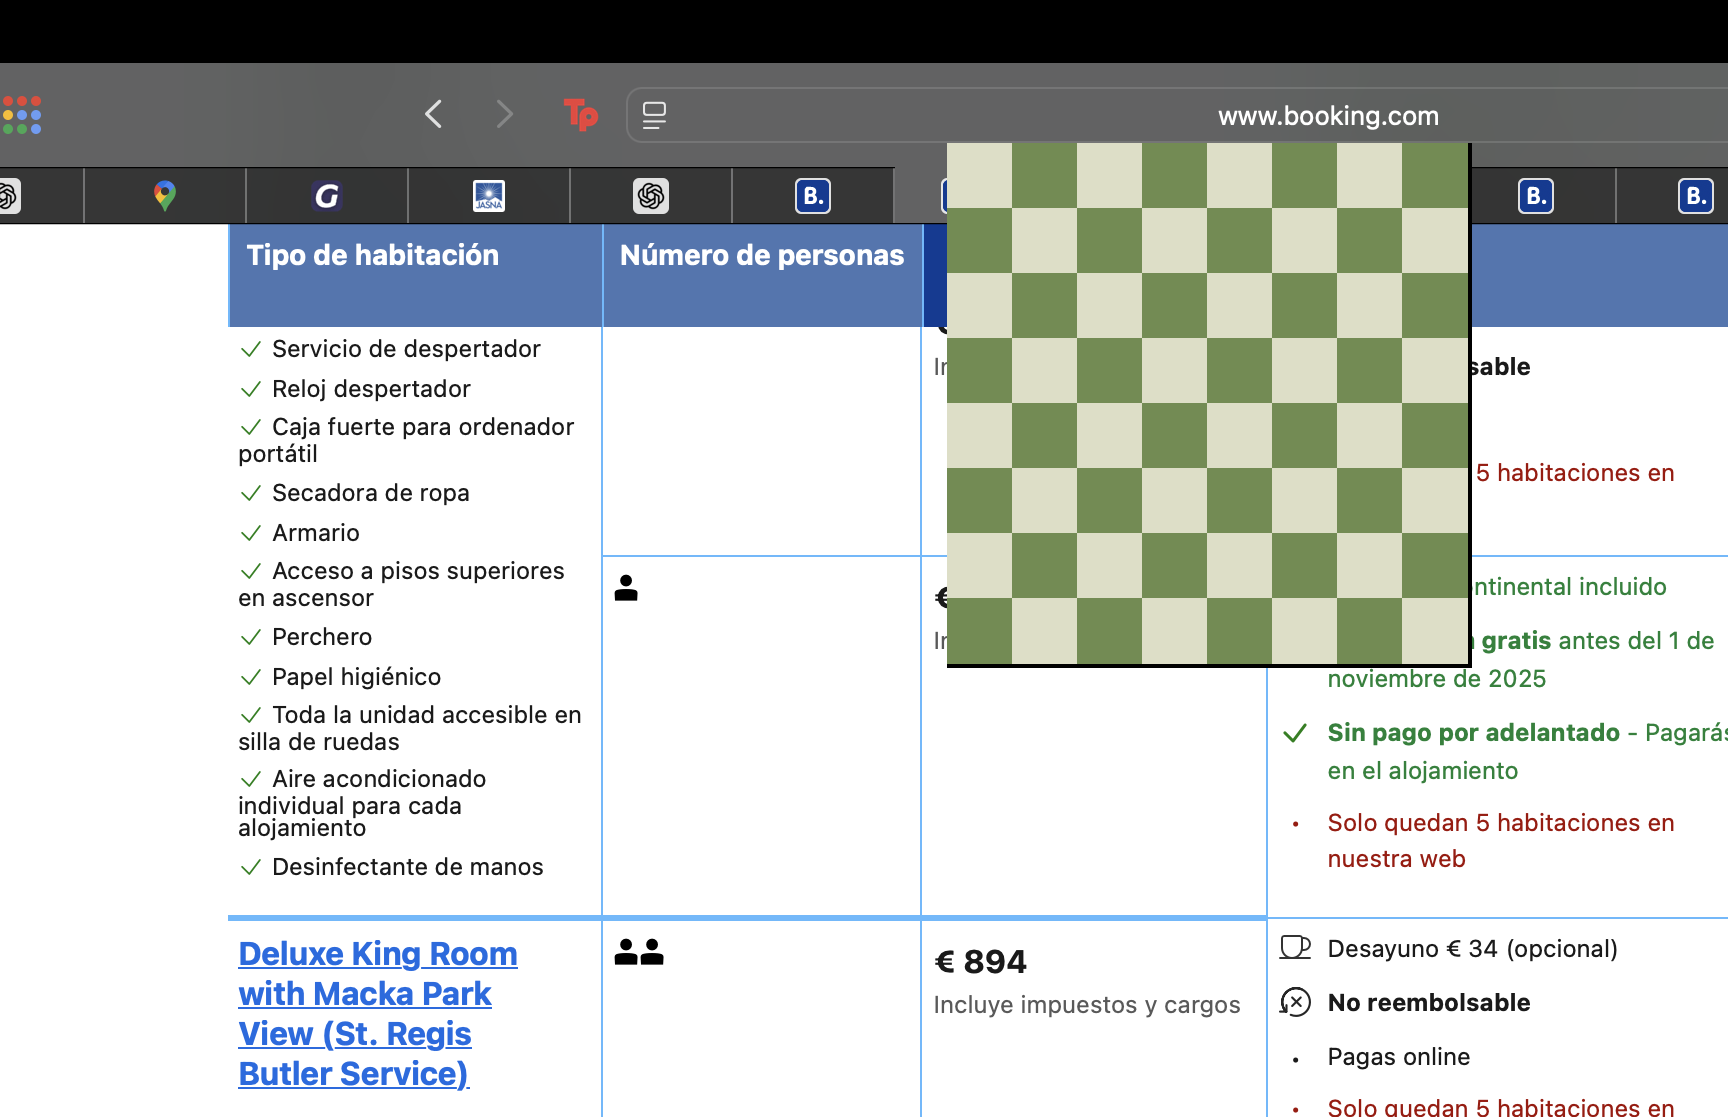 Tp
www.booking.com
G
JASNA
B.
B.
B.
Tipo de habitación
Número de personas
Servicio de despertador
Reloj despertador
Caja fuerte para ordenador
portátil
Secadora de ropa
Armario
Acceso a pisos superiores
en ascensor
Perchero
Papel higiénico
Toda la unidad accesible en
silla de ruedas
Aire acondicionado
individual para cada
alojamiento
Desinfectante de manos
5 habitaciones en
€
incluido
gratis antes del 1 de
noviembre de 2025
Sin pago por adelantado - Pagarás
en el alojamiento
• Solo quedan 5 habitaciones en
nuestra web
Deluxe King Room
with Macka Park
View (St. Regis
Butler Service)
€ 894
Incluye impuestos y cargos
Desayuno € 34 (opcional)
No reembolsable
• Pagas online
• Solo quedan 5 habitaciones en